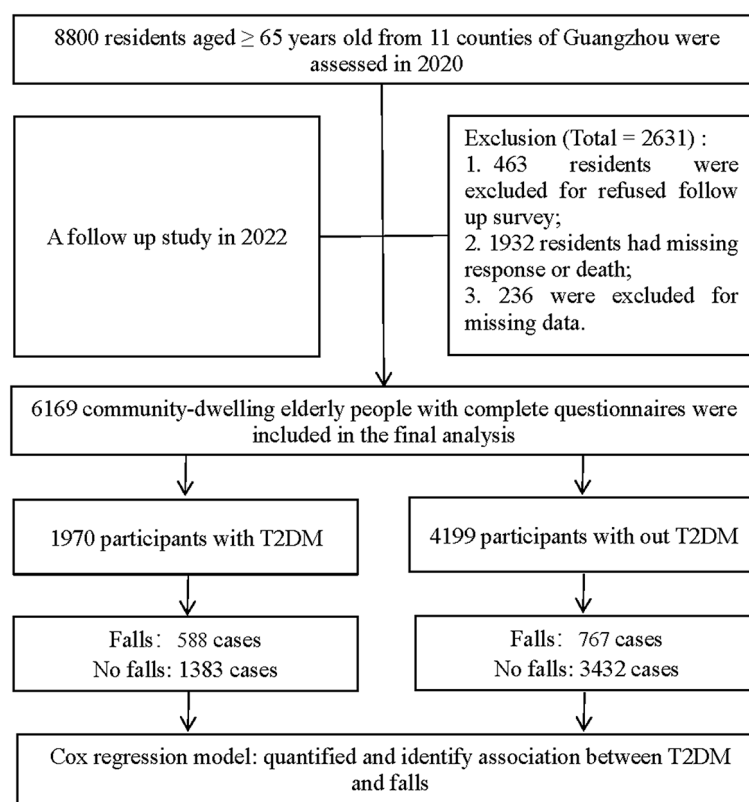 8800 residents aged ≥ 65 years old from 11 counties of Guangzhou were
assessed in 2020
A follow up study in 2022
Exclusion (Total = 2631) :
1. 463 residents were
excluded for refused follow
up survey;
2. 1932 residents had missing
response or death;
3. 236 were excluded for
missing data.
6169 community-dwelling elderly people with complete questionnaires were
included in the final analysis
1970 participants with T2DM
4199 participants with out T2DM
Falls: 588 cases
No falls: 1383 cases
Falls: 767 cases
No falls: 3432 cases
Cox regression model: quantified and identify association between T2DM
and falls